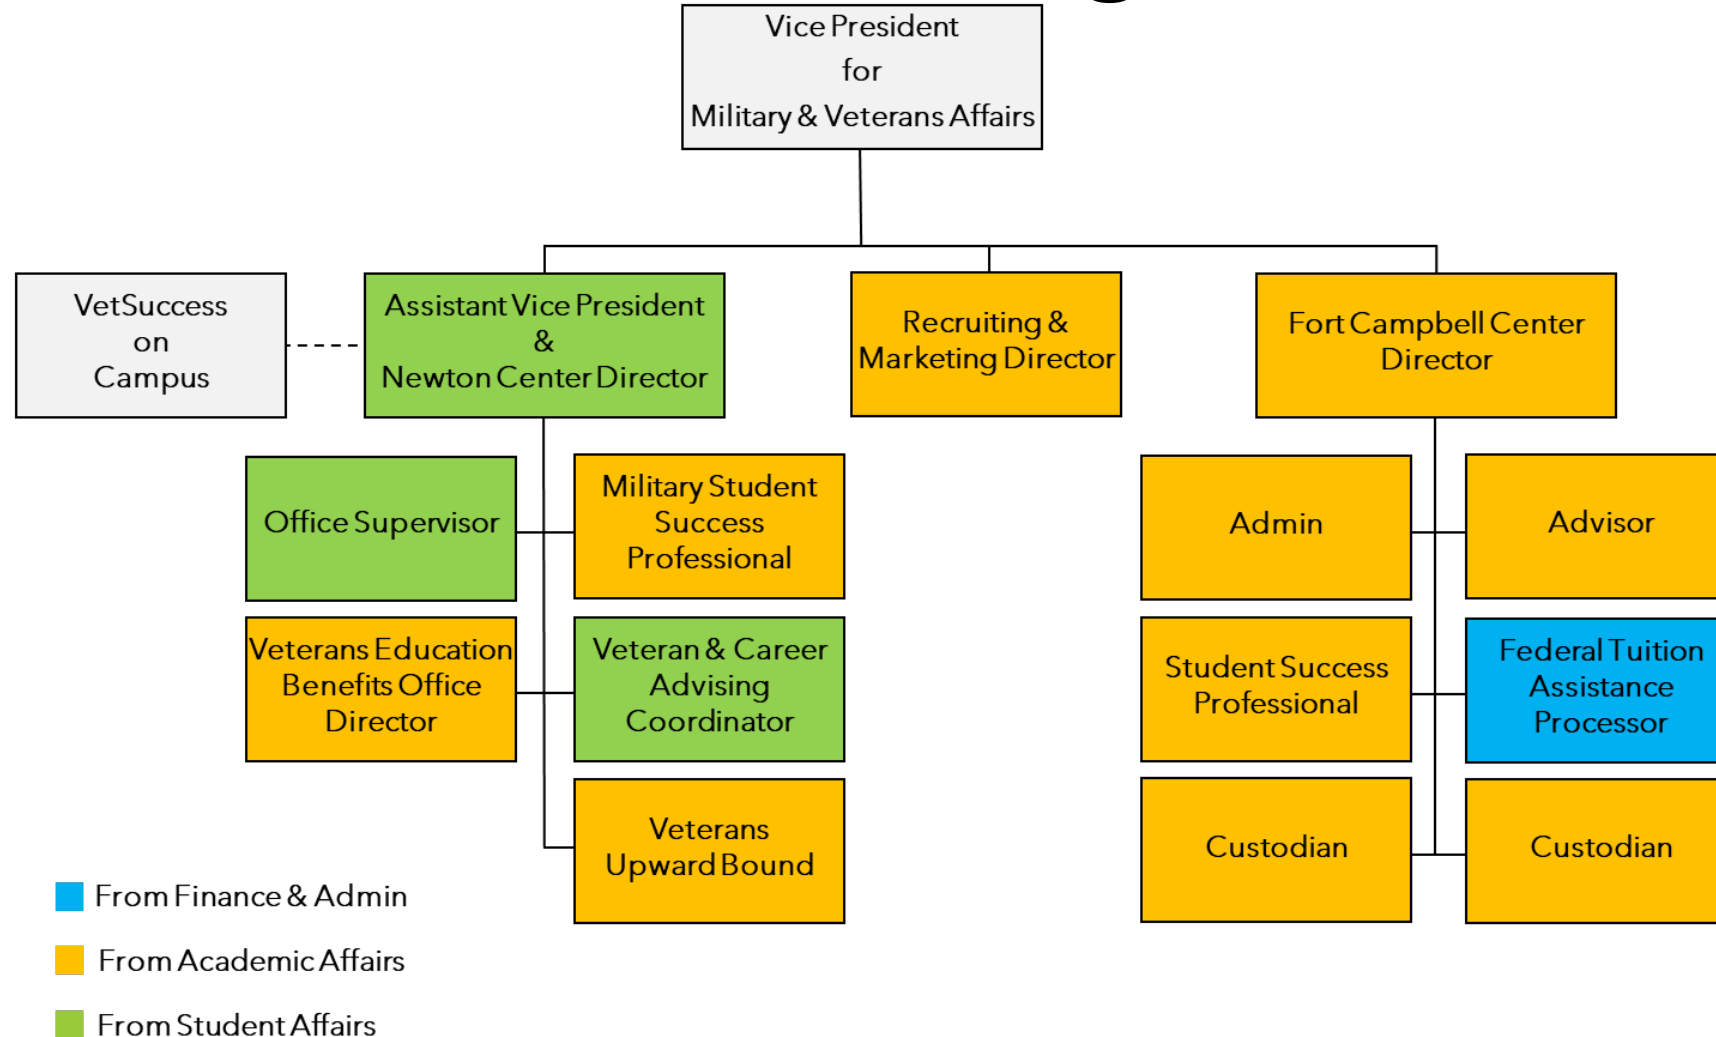 Vice President
for
Military & Veterans Affairs
VetSuccess
on
Campus
Assistant Vice President
&
Newton Center Director
Recruiting &
Marketing Director
Fort Campbell Center
Director
Office Supervisor
Military Student
Success
Professional
Admin
Advisor
Veterans Education
Benefits Office
Director
Veteran & Career
Advising
Coordinator
Student Success
Professional
Federal Tuition
Assistance
Processor
Veterans
Upward Bound
Custodian
Custodian
From Finance & Admin
From Academic Affairs
From Student Affairs